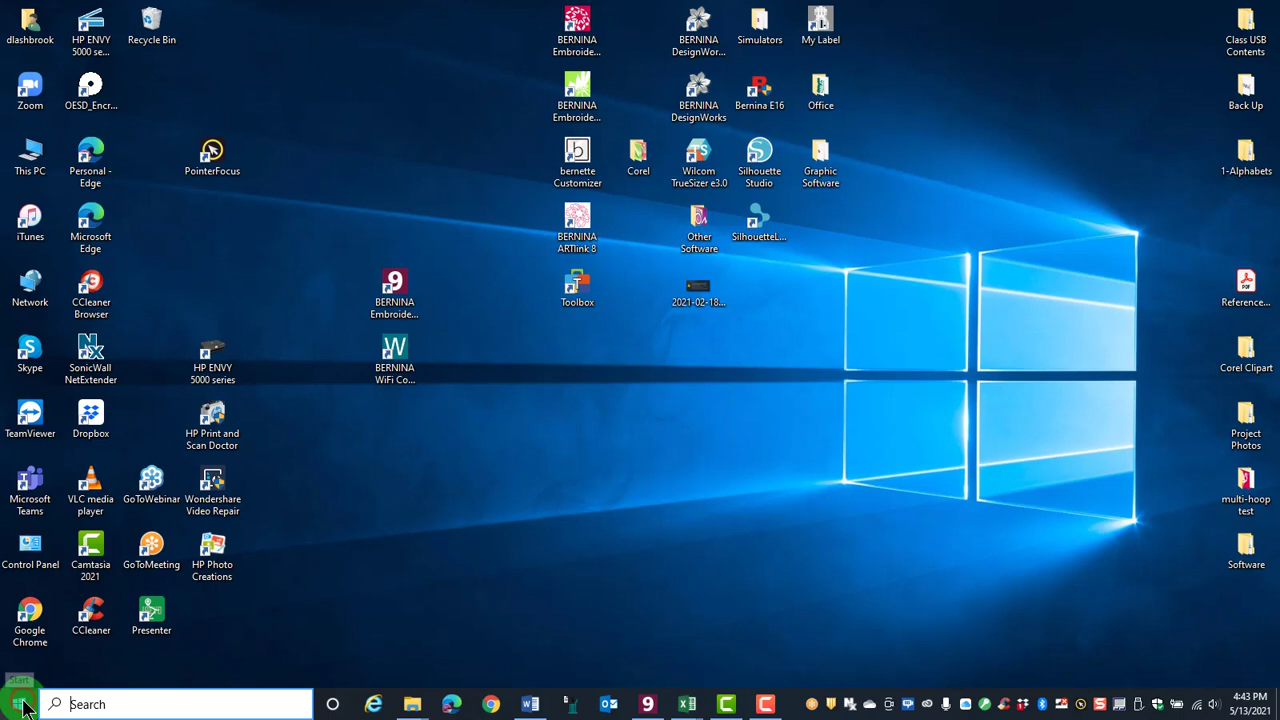 dlashbrook
HP ENVY
5000 se...
Recycle Bin
BERNINA
Embroide...
BERNINA
DesignWor...
Simulators
My Label
Class USB
Contents
Zoom
OESD_Encr...
BERNINA
Embroide...
BERNINA
DesignWorks
Bernina E16
Office
Back Up
This PC
Personal -
Edge
PointerFocus
b
bernette
Customizer
Corel
TS
Wilcom
TrueSizer e3.0
Silhouette
Studio
Graphic
Software
1-Alphabets
iTunes
Microsoft
Edge
BERNINA
ARTlink 8
Other
Software
SilhouetteL...
Network
CCleaner
Browser
9
BERNINA
Embroide...
T
Toolbox
2021-02-18...
PDF
Reference...
Skype
SonicWall
NetExtender
HP ENVY
5000 series
W
BERNINA
WiFi Co...
Corel Clipart
TeamViewer
Dropbox
HP Print and
Scan Doctor
Project
Photos
Microsoft
Teams
VLC media
player
GoToWebinar
Wondershare
Video Repair
multi-hoop
test
Control Panel
Camtasia
2021
GoToMeeting
HP Photo
Creations
Software
Google
Chrome
CCleaner
Presenter
Start
Search
4:43 PM
5/13/2021